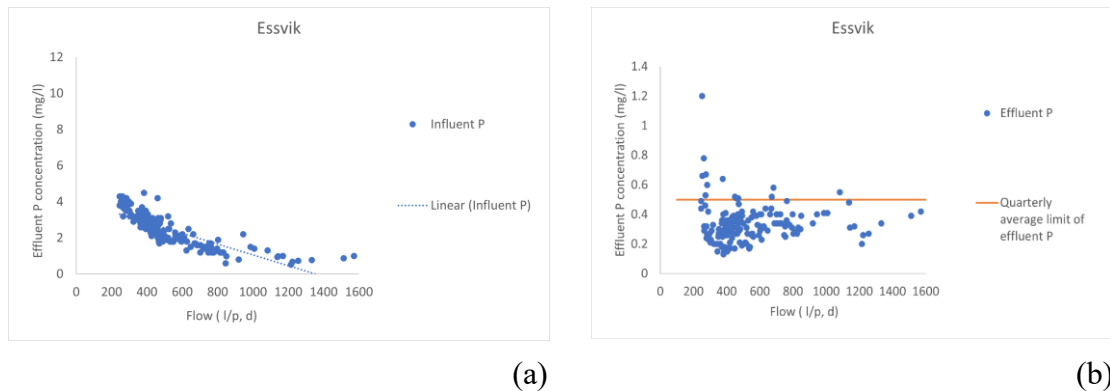 Essvik
12
10
8
6
4
2
0
Effluent P concentration (mg/l)
200 400 600 800 1000 1200 1400 1600
Flow ( l/p, d)
Influent P
Linear (Influent P)
(a)
Essvik
1.4
1.2
1
0.8
0.6
0.4
0.2
0
Effluent P concentration (mg/l)
0 200 400 600 800 1000 1200 1400 1600
Flow ( l/p, d)
Effluent P
Quarterly
average limit of
effluent P
(b)